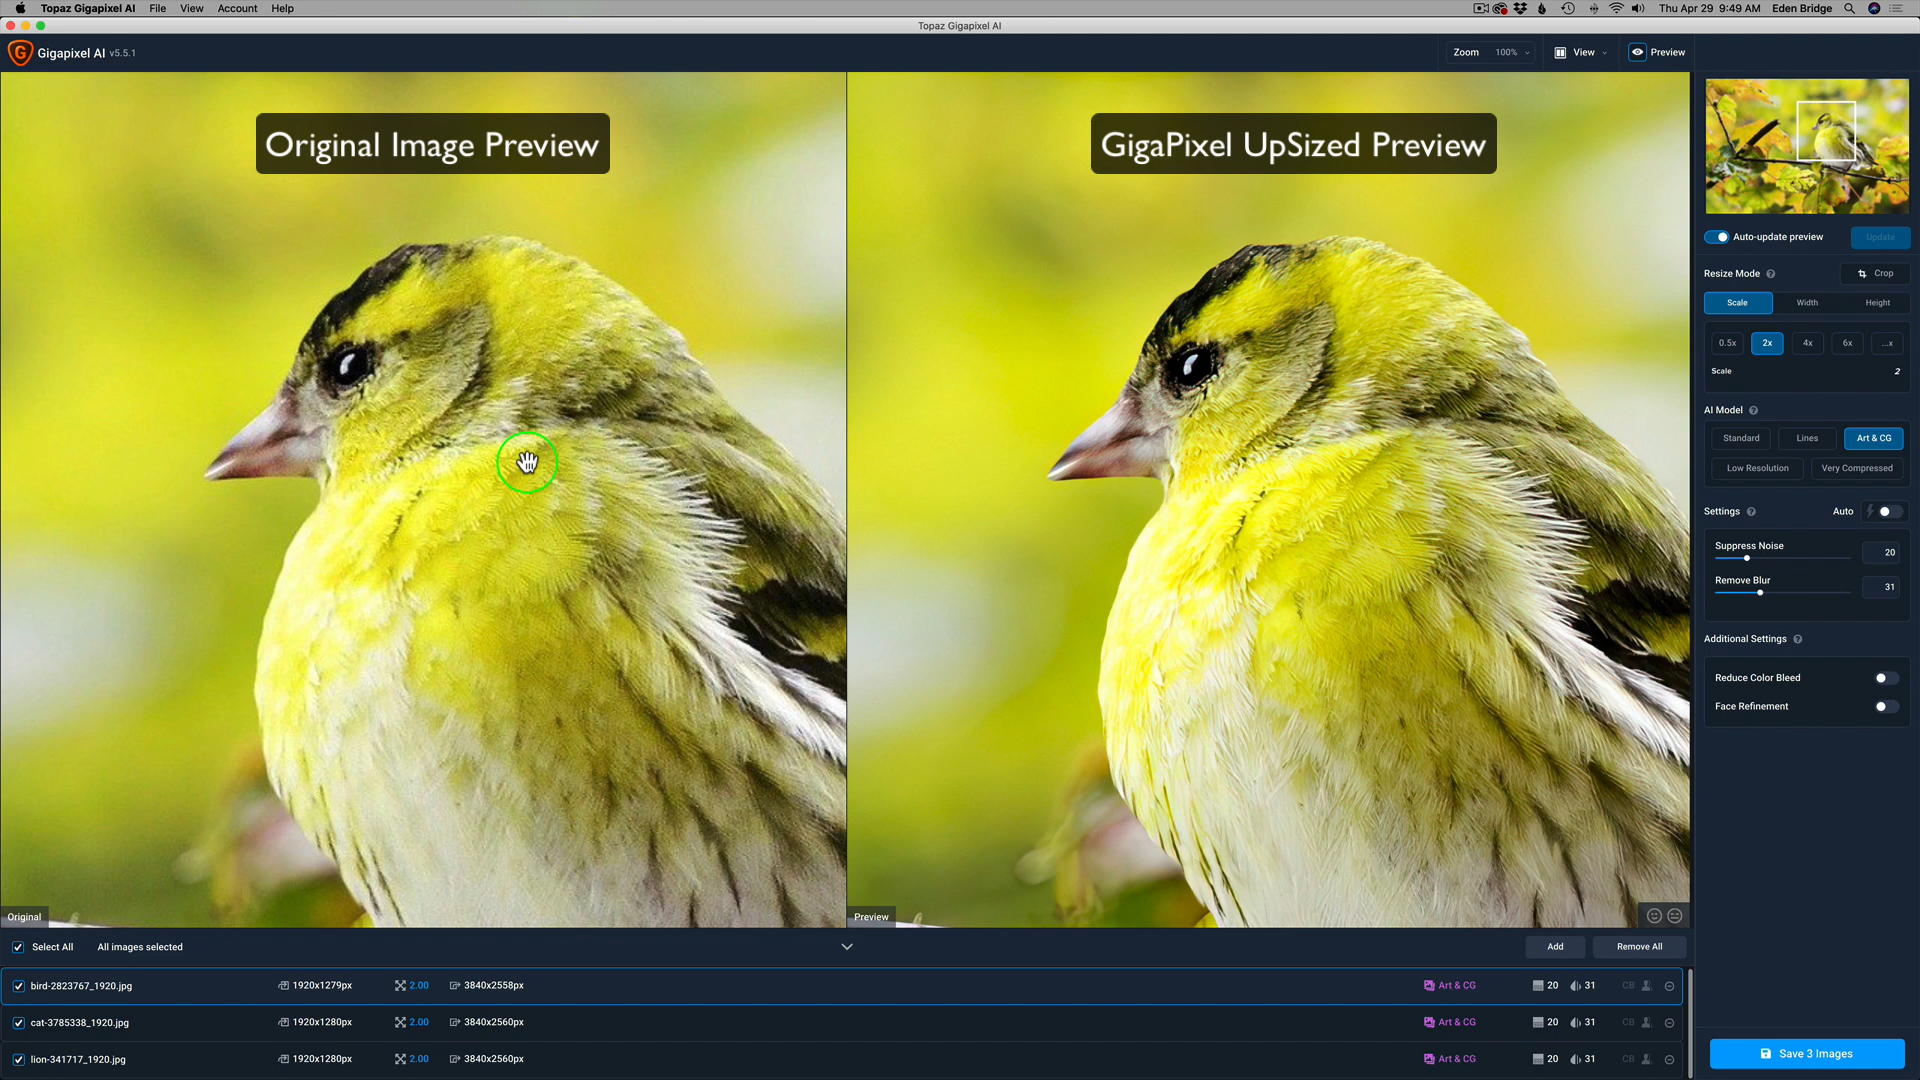 Topaz Gigapixel AI File View Account Help Thu Apr 29 9:49 AM Eden Bridge
Topaz Gigapixel AI
G Gigapixel AI v5.5.1 Zoom 100% View Preview
Original Image Preview
GigaPixel UpSized Preview
Auto-update preview Update
Resize Mode ? Crop
Scale Width Height
0.5x 2x 4x 6x ...x
Scale 2
AI Model ?
Standard Lines Art & CG
Low Resolution Very Compressed
Settings ? Auto
Suppress Noise 20
Remove Blur 31
Additional Settings ?
Reduce Color Bleed
Face Refinement
Original
Preview
Select All All images selected Add Remove All
bird-2823767_1920.jpg 1920x1279px 2.00 3840x2558px Art & CG 20 31 CB
cat-3785338_1920.jpg 1920x1280px 2.00 3840x2560px Art & CG 20 31 CB
lion-341717_1920.jpg 1920x1280px 2.00 3840x2560px Art & CG 20 31 CB
Save 3 Images